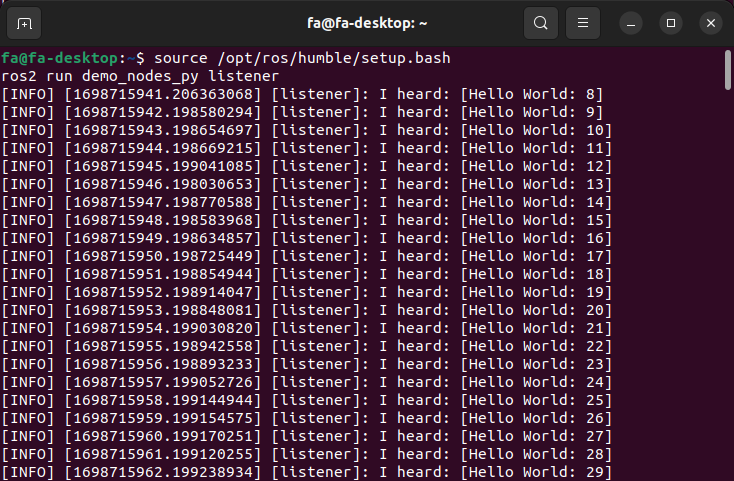 fa@fa-desktop: ~
fa@fa-desktop:~$ source /opt/ros/humble/setup.bash
ros2 run demo_nodes_py listener
[INFO] [1698715941.206363068] [listener]: I heard: [Hello World: 8]
[INFO] [1698715942.198580294] [listener]: I heard: [Hello World: 9]
[INFO] [1698715943.198654697] [listener]: I heard: [Hello World: 10]
[INFO] [1698715944.198669215] [listener]: I heard: [Hello World: 11]
[INFO] [1698715945.199041085] [listener]: I heard: [Hello World: 12]
[INFO] [1698715946.198030653] [listener]: I heard: [Hello World: 13]
[INFO] [1698715947.198770588] [listener]: I heard: [Hello World: 14]
[INFO] [1698715948.198583968] [listener]: I heard: [Hello World: 15]
[INFO] [1698715949.198634857] [listener]: I heard: [Hello World: 16]
[INFO] [1698715950.198725449] [listener]: I heard: [Hello World: 17]
[INFO] [1698715951.198854944] [listener]: I heard: [Hello World: 18]
[INFO] [1698715952.198914047] [listener]: I heard: [Hello World: 19]
[INFO] [1698715953.198848081] [listener]: I heard: [Hello World: 20]
[INFO] [1698715954.199030820] [listener]: I heard: [Hello World: 21]
[INFO] [1698715955.198942558] [listener]: I heard: [Hello World: 22]
[INFO] [1698715956.198893233] [listener]: I heard: [Hello World: 23]
[INFO] [1698715957.199052726] [listener]: I heard: [Hello World: 24]
[INFO] [1698715958.199144944] [listener]: I heard: [Hello World: 25]
[INFO] [1698715959.199154575] [listener]: I heard: [Hello World: 26]
[INFO] [1698715960.199170251] [listener]: I heard: [Hello World: 27]
[INFO] [1698715961.199120255] [listener]: I heard: [Hello World: 28]
[INFO] [1698715962.199238934] [listener]: I heard: [Hello World: 29]